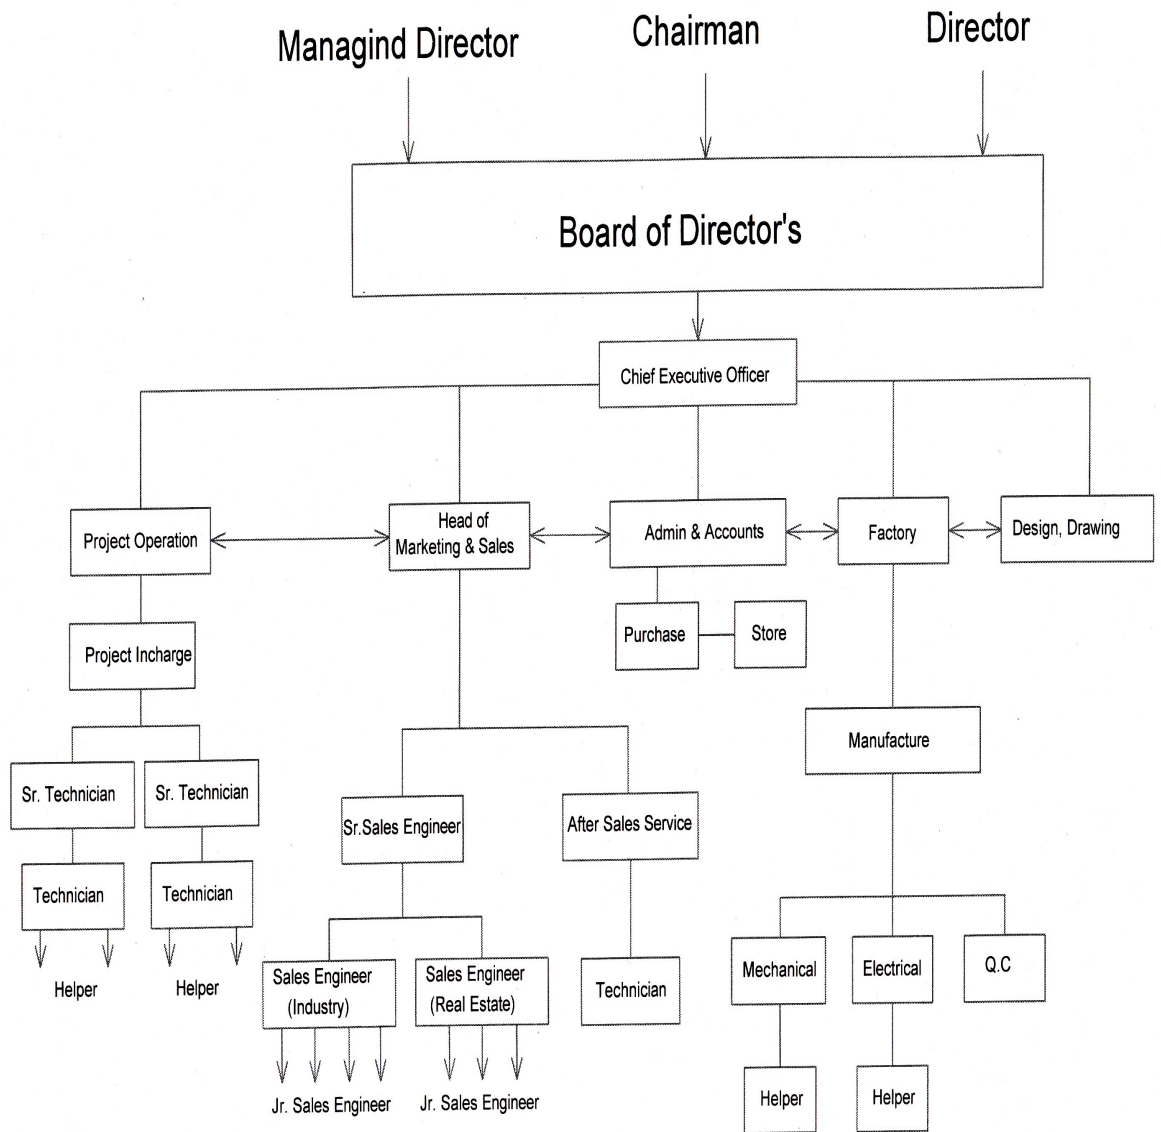 Managind Director
Chairman
Director
Board of Director's
Chief Executive Officer
Project Operation
Head of
Marketing & Sales
Admin & Accounts
Factory
Design, Drawing
Purchase
Store
Project Incharge
Manufacture
Sr. Technician
Sr. Technician
Sr.Sales Engineer
After Sales Service
Technician
Technician
Helper
Helper
Sales Engineer
(Industry)
Sales Engineer
(Real Estate)
Technician
Mechanical
Electrical
Q.C
Jr. Sales Engineer
Jr. Sales Engineer
Helper
Helper